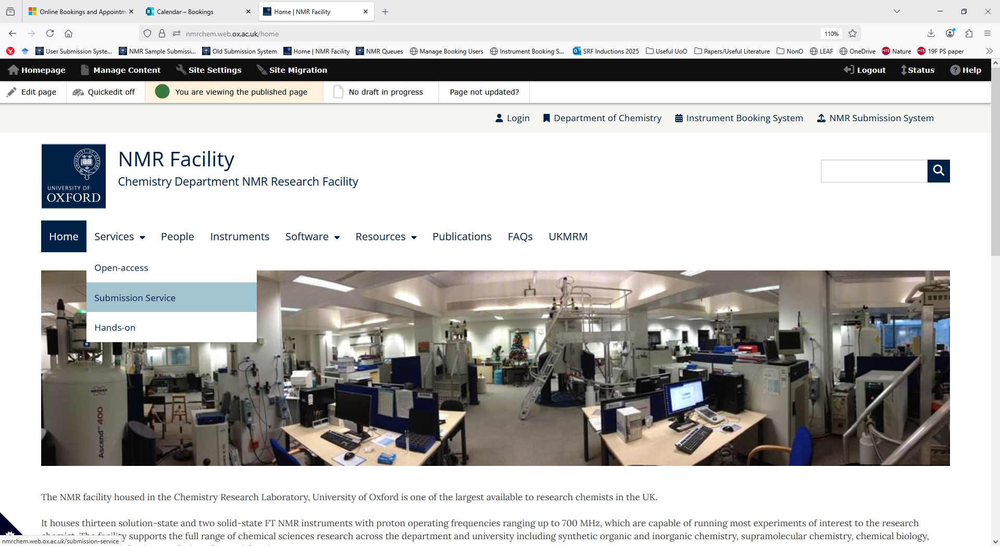 Online Bookings and Appointm
Calendar – Bookings
Home | NMR Facility
nmrchem.web.ox.ac.uk/home
110%
User Submission Syste...
NMR Sample Submissi...
Old Submission System
Home | NMR Facility
NMR Queues
Manage Booking Users
Instrument Booking S...
SRF Inductions 2025
Useful UoO
Papers/Useful Literature
NonO
LEAF
OneDrive
MTS
Nature
MTS
19F PS paper
Homepage
Manage Content
Site Settings
Site Migration
Logout
Status
Help
Edit page
Quickedit off
You are viewing the published page
No draft in progress
Page not updated?
Login
Department of Chemistry
Instrument Booking System
NMR Submission System
UNIVERSITY OF
OXFORD
NMR Facility
Chemistry Department NMR Research Facility
Home
Services
People
Instruments
Software
Resources
Publications
FAQs
UKMRM
Open-access
Submission Service
Hands-on
Ascend 400
The NMR facility housed in the Chemistry Research Laboratory, University of Oxford is one of the largest available to research chemists in the UK.
It houses thirteen solution-state and two solid-state FT NMR instruments with proton operating frequencies ranging up to 700 MHz, which are capable of running most experiments of interest to the research
chemist. The facility supports the full range of chemical sciences research across the department and university including synthetic organic and inorganic chemistry, supramolecular chemistry, chemical biology,
nmrchem.web.ox.ac.uk/submission-service